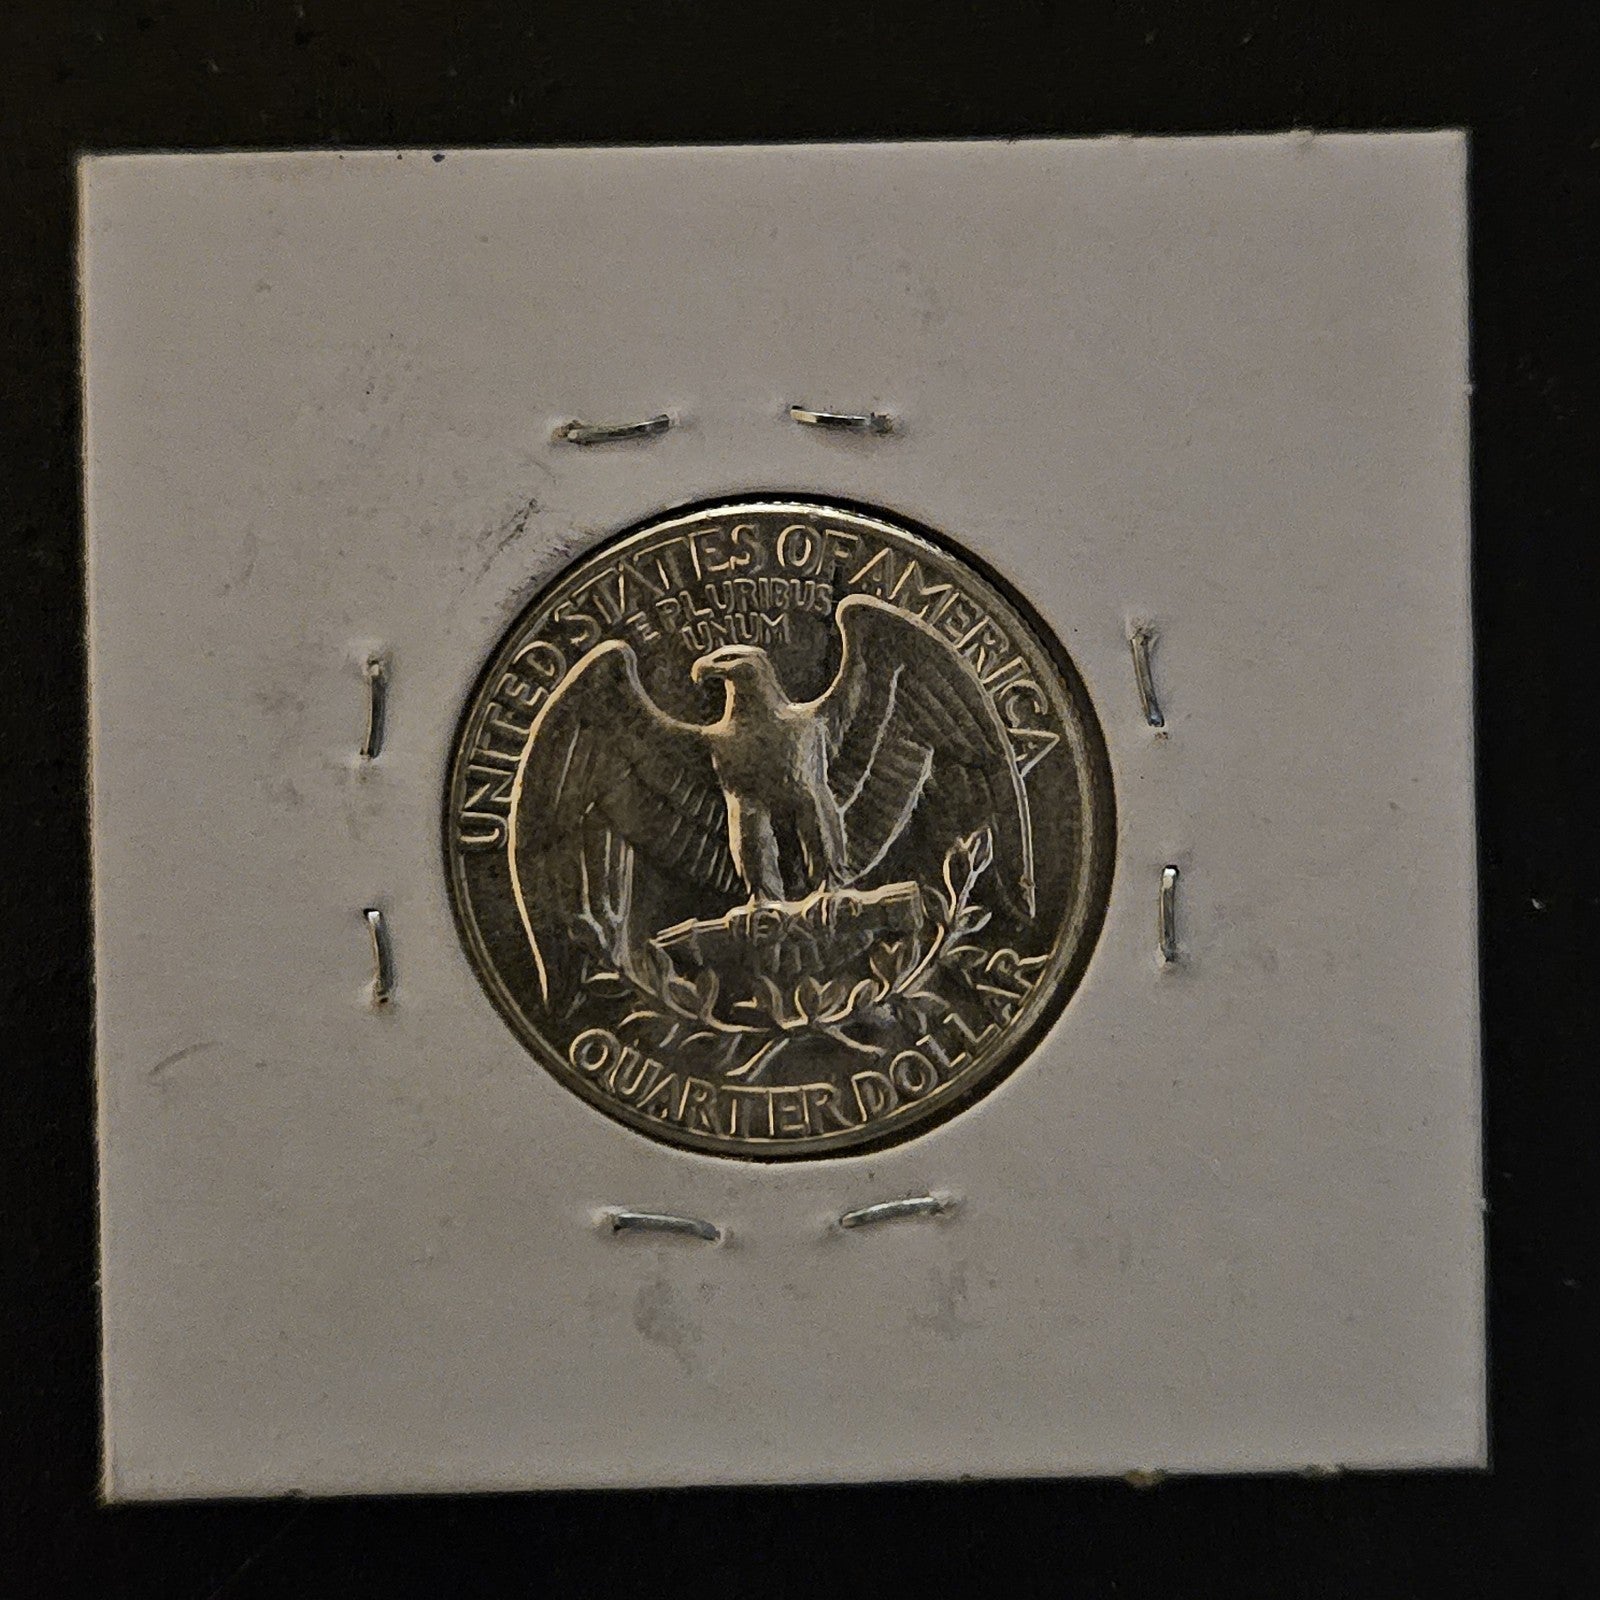 UNITED STATES OF AMERICA
E PLURIBUS
UNUM
QUARTER DOLLAR